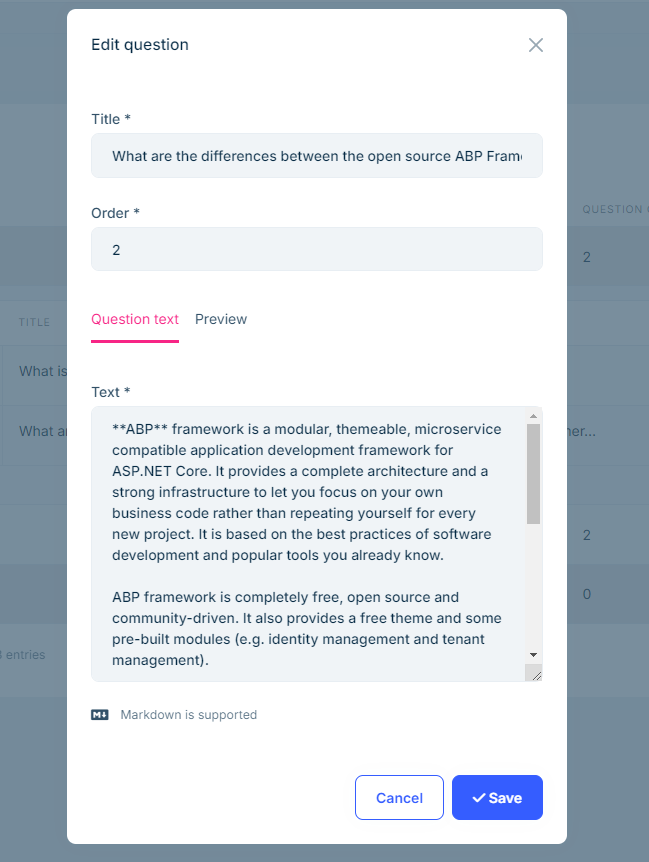 Edit question
Title *
What are the differences between the open source ABP
Order *
2
Question text Preview
Text *
**ABP** framework is a modular, themeable, microservice
compatible application development framework for
ASP.NET Core. It provides a complete architecture and a
strong infrastructure to let you focus on your own
business code rather than repeating yourself for every
new project. It is based on the best practices of software
development and popular tools you already know.
ABP framework is completely free, open source and
community-driven. It also provides a free theme and some
pre-built modules (e.g. identity management and tenant
management).
M Markdown is supported
Cancel Save
QUESTION
2
TITLE
What is
What
2
0
entries